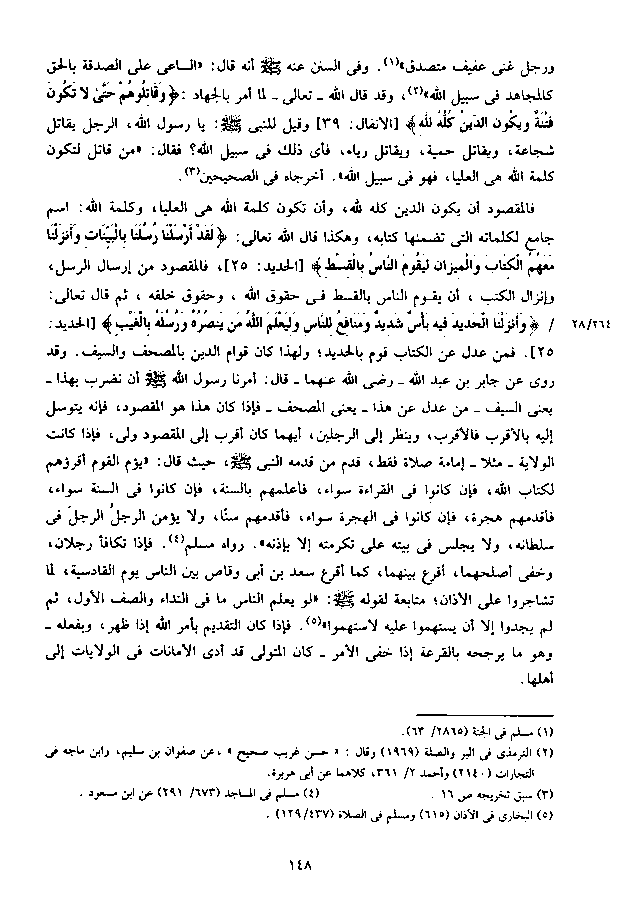 ورجل غنى عفيف متصدق»(١). وفى السنن عنه ﷺ أنه قال: «الساعى على الصدقة بالحق
كالمجاهد فى سبيل الله»(٢)، وقد قال الله ـ تعالى ـ لما أمر بالجهاد :﴿ وَقَاتِلُوهُمْ حَتَّىٰ لا تَكُونَ
فِتْنَةٌ وَيَكُونَ الدِّينُ كُلُّهُ لِلَّهِ﴾ [الأنفال: ٣٩] وقيل للنبى ﷺ: يا رسول الله، الرجل يقاتل
شجاعة، ويقاتل حمية، ويقاتل رياء، فأى ذلك فى سبيل الله؟ فقال: «من قاتل لتكون
كلمة الله هى العليا، فهو فى سبيل الله». أخرجاه فى الصحيحين(٣).
فالمقصود أن يكون الدين كله لله، وأن تكون كلمة الله هى العليا، وكلمة الله: اسم
جامع لكلماته التى تضمنها كتابه، وهكذا قال الله تعالى: ﴿ لَقَدْ أَرْسَلْنَا رُسُلَنَا بِالْبَيِّنَاتِ وَأَنزَلْنَا
مَعَهُمُ الْكِتَابَ وَالْمِيزَانَ لِيَقُومَ النَّاسُ بِالْقِسْطِ ﴾ [الحديد: ٢٥]، فالمقصود من إرسال الرسل،
وإنزال الكتب ، أن يقوم الناس بالقسط فى حقوق الله ، وحقوق خلقه ، ثم قال تعالى:
٢٨/٢٦٤ / ﴿ وَأَنزَلْنَا الْحَدِيدَ فِيهِ بَأْسٌ شَدِيدٌ وَمَنَافِعُ لِلنَّاسِ وَلِيَعْلَمَ اللَّهُ مَن يَنصُرُهُ وَرُسُلَهُ بِالْغَيْبِ ﴾ [الحديد:
٢٥]. فمن عدل عن الكتاب قوم بالحديد؛ ولهذا كان قوام الدين بالمصحف والسيف. وقد
روى عن جابر بن عبد الله ـ رضى الله عنهما ـ قال: أمرنا رسول الله ﷺ أن نضرب بهذا ـ
يعنى السيف ـ من عدل عن هذا ـ يعنى المصحف ـ فإذا كان هذا هو المقصود، فإنه يتوسل
إليه بالأقرب فالأقرب، وينظر إلى الرجلين، أيهما كان أقرب إلى المقصود ولى، فإذا كانت
الولاية ـ مثلا ـ إمامة صلاة فقط، قدم من قدمه النبى ﷺ، حيث قال: «يؤم القوم أقرؤهم
لكتاب الله، فإن كانوا فى القراءة سواء، فأعلمهم بالسنة، فإن كانوا فى السنة سواء،
فأقدمهم هجرة، فإن كانوا فى الهجرة سواء، فأقدمهم سنًا، ولا يؤمن الرجلُ الرجلَ فى
سلطانه، ولا يجلس فى بيته على تكرمته إلا بإذنه». رواه مسلم(٤). فإذا تكافأ رجلان،
وخفى أصلحهما، أقرع بينهما، كما أقرع سعد بن أبى وقاص بين الناس يوم القادسية، لما
تشاجروا على الأذان؛ متابعة لقوله ﷺ: «لو يعلم الناس ما فى النداء والصف الأول، ثم
لم يجدوا إلا أن يستهموا عليه لاستهموا»(٥). فإذا كان التقديم بأمر الله إذا ظهر، وبفعله ـ
وهو ما يرجحه بالقرعة إذا خفى الأمر ـ كان المتولى قد أدى الأمانات فى الولايات إلى
أهلها.
(١) مسلم فى الجنة (٢٨٦٥/ ٦٣).
(٢) الترمذى فى البر والصلة (١٩٦٩) وقال : « حسن غريب صحيح » ،عن صفوان بن سليم، وابن ماجه فى
التجارات (٢١٤٠) وأحمد ٢/ ٣٦١، كلاهما عن أبى هريرة.
(٣) سبق تخريجه ص ١٦ . (٤) مسلم فى المساجد (٦٧٣/ ٢٩١) عن ابن مسعود .
(٥) البخارى فى الأذان (٦١٥) ومسلم فى الصلاة (٤٣٧/ ١٢٩) .
١٤٨